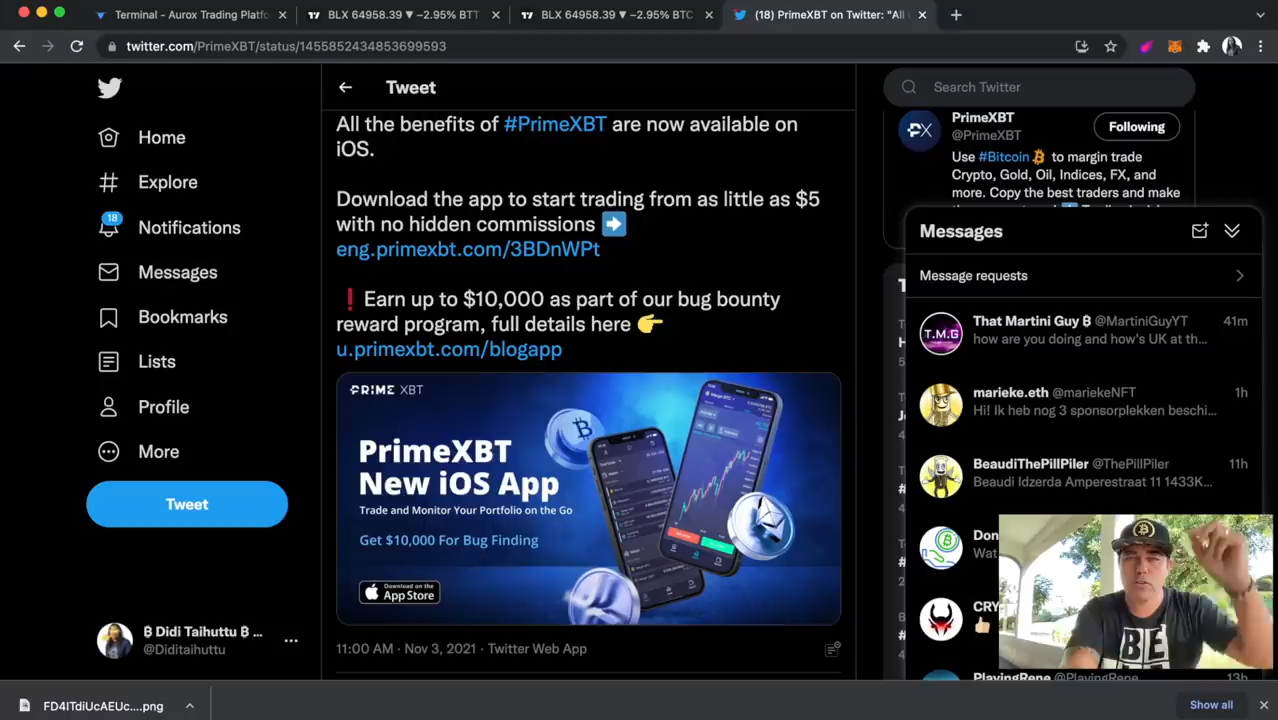 Terminal - Aurox Trading Platfo
BLX 64958.39 ▼ −2.95% BTT
BLX 64958.39 ▼ −2.95% BTC
(18) PrimeXBT on Twitter: "All
twitter.com/PrimeXBT/status/1455852434853699593
Home
Explore
18
Notifications
Messages
Bookmarks
Lists
Profile
More
Tweet
₿ Didi Taihuttu ₿ ...
@Diditaihuttu
Tweet
All the benefits of #PrimeXBT are now available on
iOS.
Download the app to start trading from as little as $5
with no hidden commissions ➡️
eng.primexbt.com/3BDnWPt
❗Earn up to $10,000 as part of our bug bounty
reward program, full details here 👉
u.primexbt.com/blogapp
PRIME XBT
PrimeXBT
New iOS App
Trade and Monitor Your Portfolio on the Go
Get $10,000 For Bug Finding
Download on the
App Store
11:00 AM · Nov 3, 2021 · Twitter Web App
Search Twitter
PX
PrimeXBT
@PrimeXBT
Following
Use #Bitcoin to margin trade
Crypto, Gold, Oil, Indices, FX, and
more. Copy the best traders and make
Messages
Message requests
T.M.G
That Martini Guy ₿ @MartiniGuyYT 41m
how are you doing and how's UK at th...
marieke.eth @mariekeNFT 1h
Hi! Ik heb nog 3 sponsorplekken beschi...
BeaudiThePillPiler @ThePillPiler 11h
Beaudi Idzerda Amperestraat 11 1433K...
Don
Wat
CRY
👍🏻
PlayingRene @PlayingRene 13h
BE
FD4ITdiUcAEUc....png
Show all